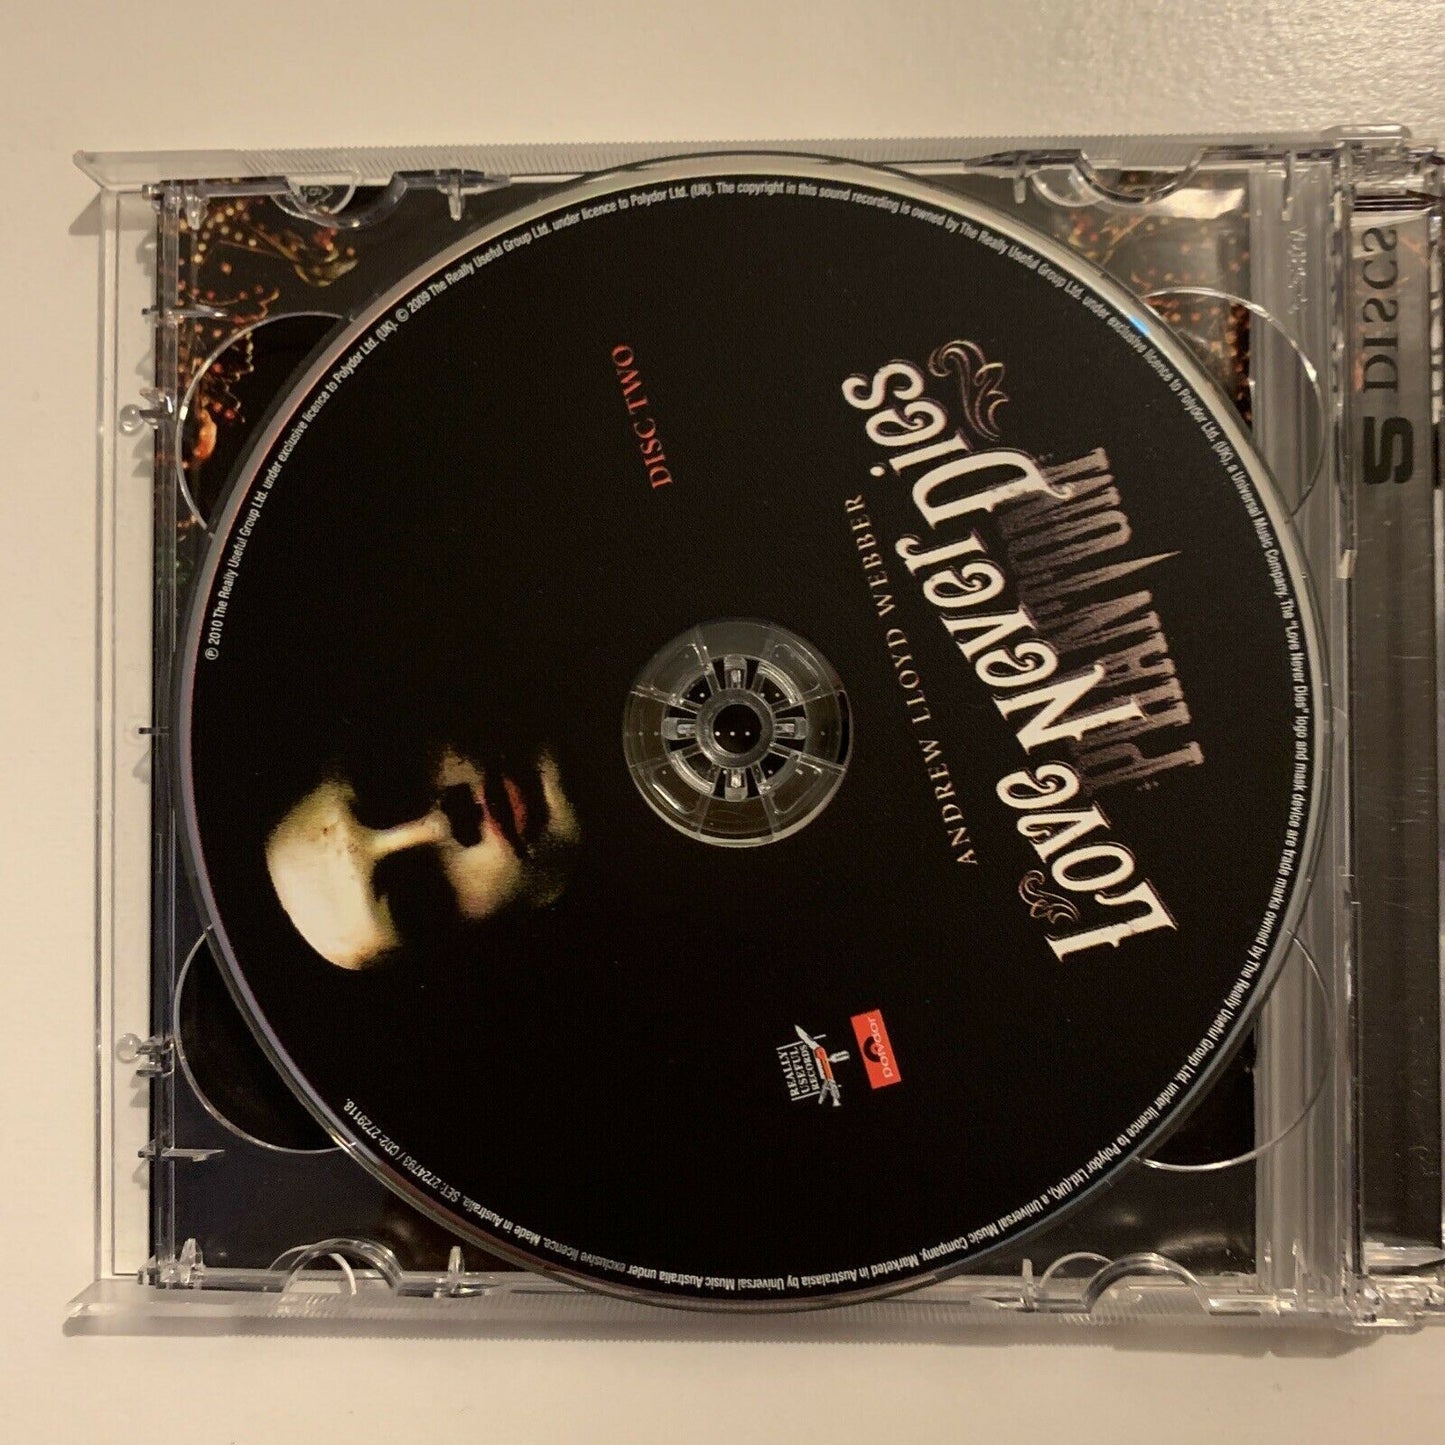 ANDREW LLOYD WEBBER
Love Never Dies
PHANTOM
DISC TWO
REALLY
USEFUL
RECORDS
Polydor
℗ 2010 The Really Useful Group Ltd. under exclusive licence to Polydor Ltd. (UK). © 2009 The Really Useful Group Ltd. under licence to Polydor Ltd. (UK). The copyright in this sound recording is owned by The Really Useful Group Ltd. under exclusive licence to Polydor Ltd. (UK), a Universal Music Company. The "Love Never Dies" logo and mask device are trade marks owned by The Really Useful Group Ltd. under licence to Polydor Ltd.(UK), a Universal Music Company. Marketed in Australasia by Universal Music Australia under exclusive licence. Made in Australia. SET: 2724793 / CD2: 2729118.
2 DISCS